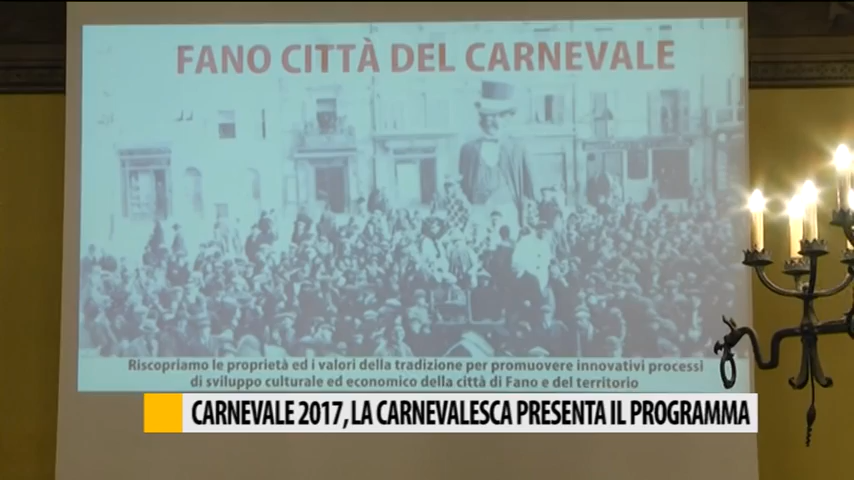 FANO CITTÀ DEL CARNEVALE
Riscopriamo le proprietà ed i valori della tradizione per promuovere innovativi processi
di sviluppo culturale ed economico della città di Fano e del territorio
CARNEVALE 2017, LA CARNEVALESCA PRESENTA IL PROGRAMMA